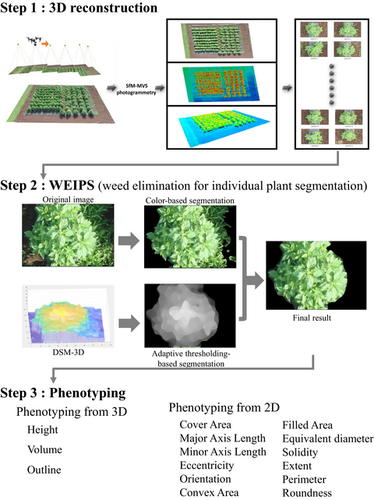 Step 1 : 3D reconstruction
SfM-MVS
photogrammetry
Step 2 : WEIPS (weed elimination for individual plant segmentation)
Original image
Color-based segmentation
Final result
DSM-3D
Adaptive thresholding-
based segmentation
Step 3 : Phenotyping
Phenotyping from 3D
Height
Volume
Outline
Phenotyping from 2D
Cover Area
Major Axis Length
Minor Axis Length
Eccentricity
Orientation
Convex Area
Filled Area
Equivalent diameter
Solidity
Extent
Perimeter
Roundness